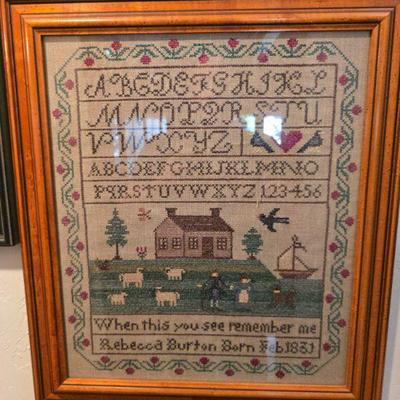 ABCDEFGHIJKL
MNOPQRSTU
VWXYZ
ABCDEFGHIJKLMNO
PQRSTUVWXYZ 123456
When this you see remember me
Rebecca Burton Born Feb 1831